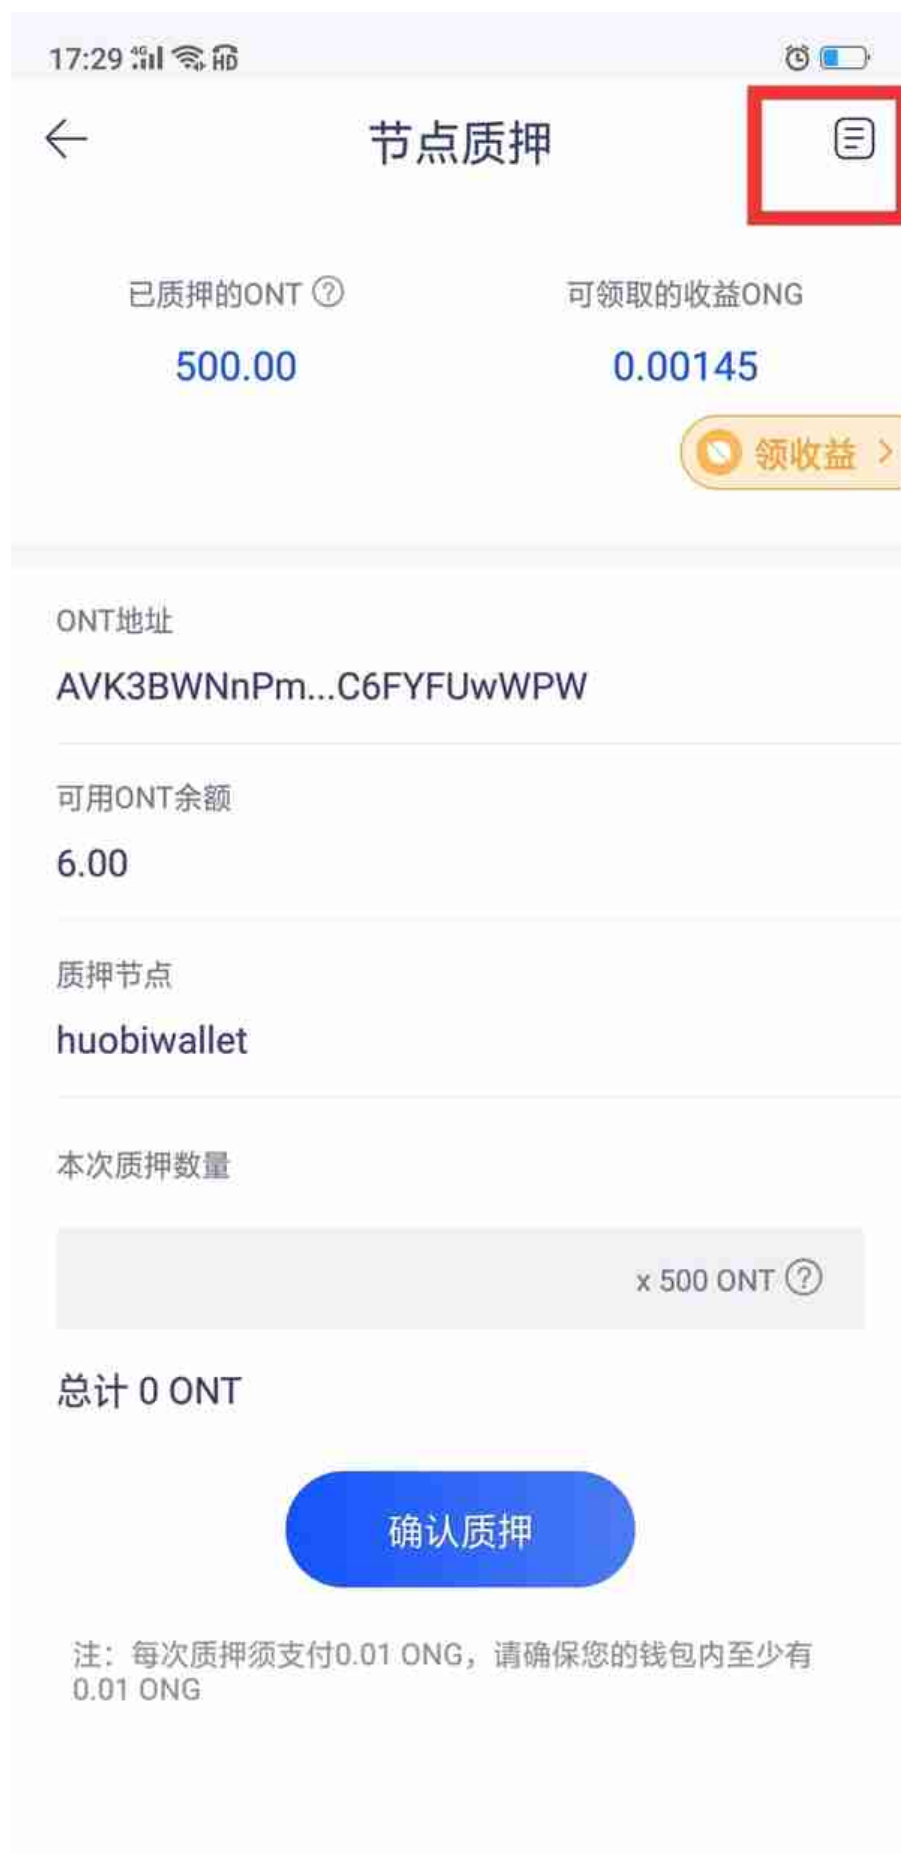 17:29 4G HD
节点质押
已质押的ONT ?
可领取的收益ONG
500.00
0.00145
领收益 >
ONT地址
AVK3BWNnPm...C6FYFUwWPW
可用ONT余额
6.00
质押节点
huobiwallet
本次质押数量
x 500 ONT ?
总计 0 ONT
确认质押
注：每次质押须支付0.01 ONG，请确保您的钱包内至少有
0.01 ONG